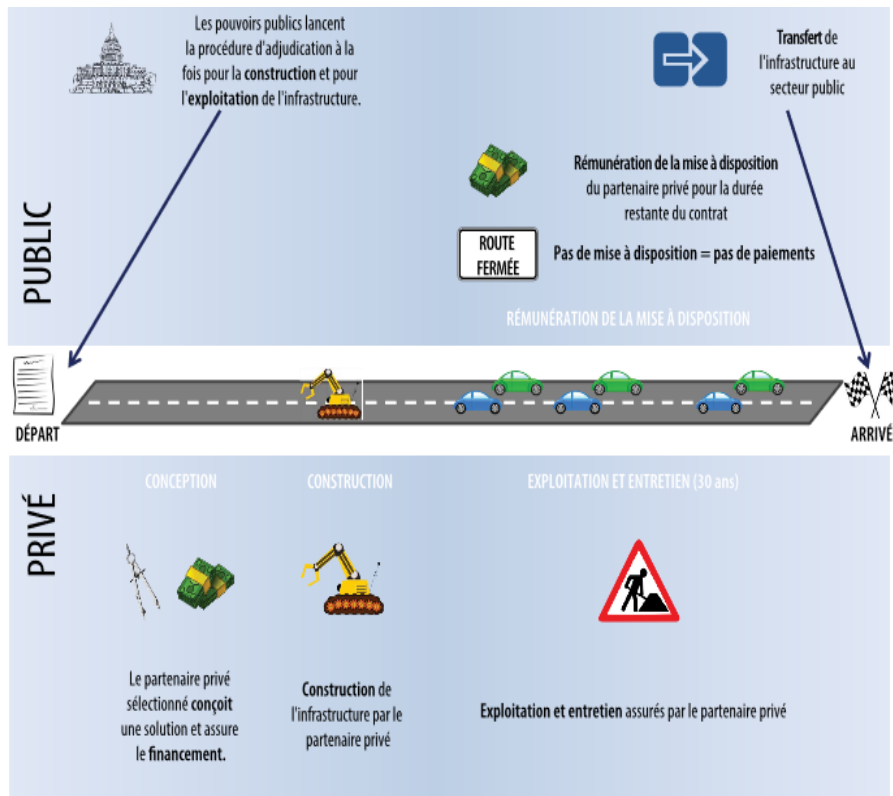 Les pouvoirs publics lancent
la procédure d'adjudication à la
fois pour la construction et pour
l'exploitation de l'infrastructure.
Transfert de
l'infrastructure au
secteur public
Rémunération de la mise à disposition
du partenaire privé pour la durée
restante du contrat
ROUTE
FERMÉE
Pas de mise à disposition = pas de paiements
PUBLIC
RÉMUNÉRATION DE LA MISE À DISPOSITION
DÉPART
ARRIVÉ
PRIVÉ
CONCEPTION
CONSTRUCTION
EXPLOITATION ET ENTRETIEN (30 ans)
Le partenaire privé
sélectionné conçoit
une solution et assure
le financement.
Construction de
l'infrastructure par le
partenaire privé
Exploitation et entretien assurés par le partenaire privé